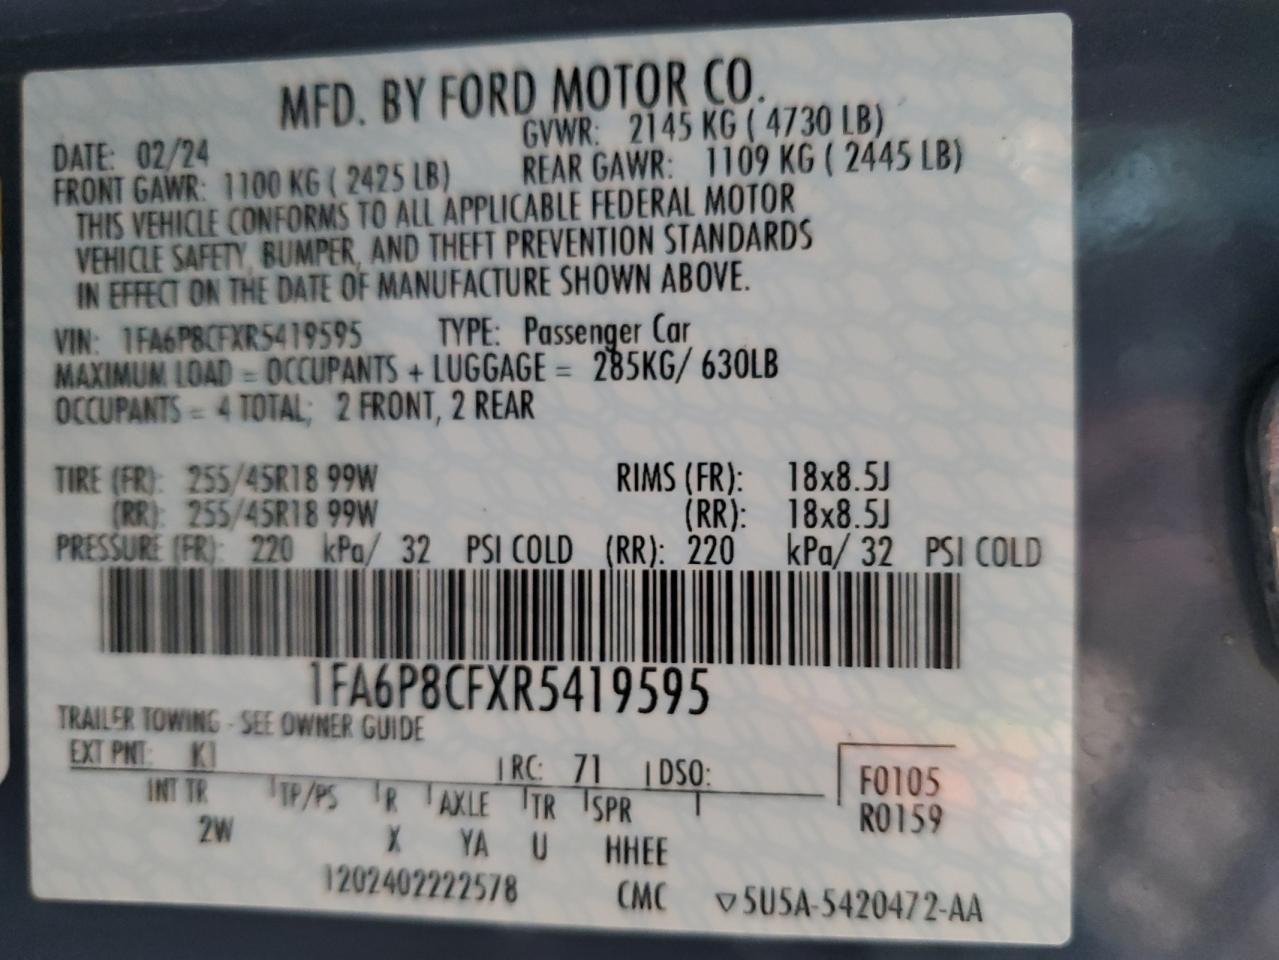 MFD. BY FORD MOTOR CO.
DATE: 02/24 GVWR: 2145 KG ( 4730 LB)
FRONT GAWR: 1100 KG ( 2425 LB) REAR GAWR: 1109 KG ( 2445 LB)
THIS VEHICLE CONFORMS TO ALL APPLICABLE FEDERAL MOTOR
VEHICLE SAFETY, BUMPER, AND THEFT PREVENTION STANDARDS
IN EFFECT ON THE DATE OF MANUFACTURE SHOWN ABOVE.
VIN: 1FA6P8CFXR5419595 TYPE: Passenger Car
MAXIMUM LOAD = OCCUPANTS + LUGGAGE = 285KG/ 630LB
OCCUPANTS = 4 TOTAL; 2 FRONT, 2 REAR
TIRE (FR): 255/45R18 99W RIMS (FR): 18x8.5J
(RR): 255/45R18 99W (RR): 18x8.5J
PRESSURE (FR): 220 kPa/ 32 PSI COLD (RR): 220 kPa/ 32 PSI COLD
1FA6P8CFXR5419595
TRAILER TOWING - SEE OWNER GUIDE
EXT PNT: K1 RC: 71 DSO:
F0105
INT TR TP/PS R AXLE TR SPR
R0159
2W X YA U HHEE
1202402222578 CMC ▽5U5A-5420472-AA